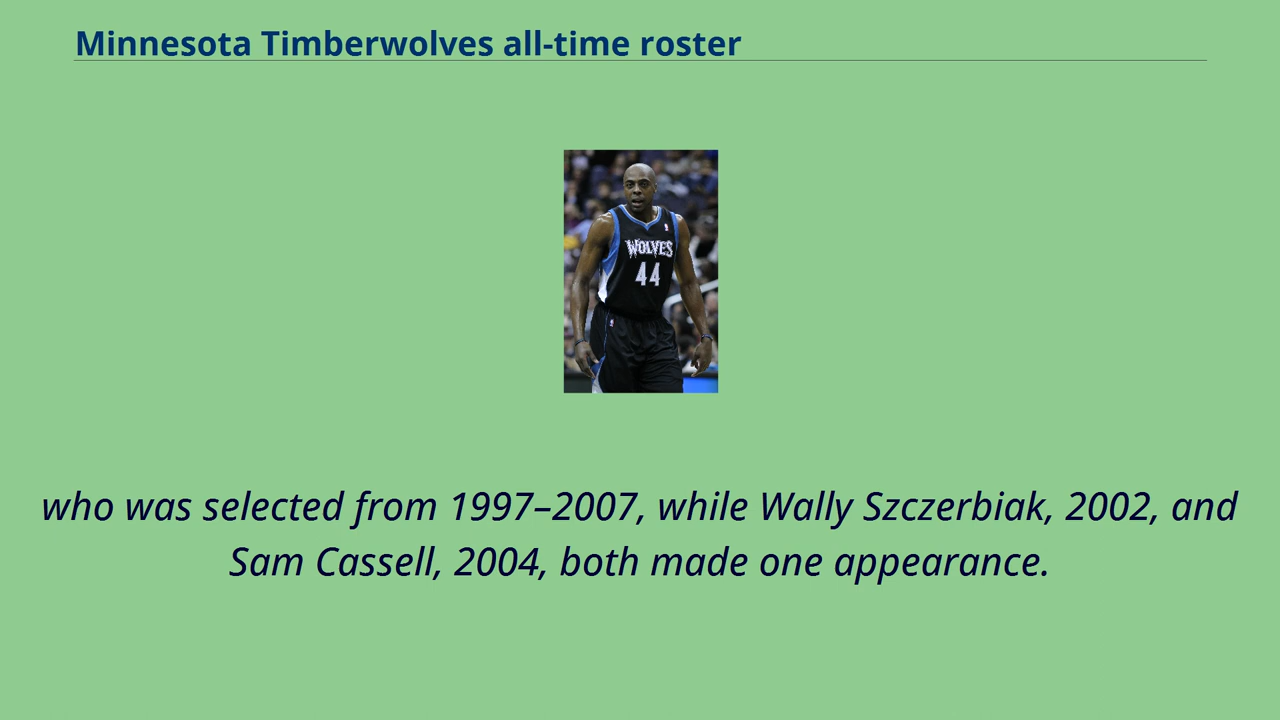 Minnesota Timberwolves all-time roster
WOLVES
44
who was selected from 1997–2007, while Wally Szczerbiak, 2002, and
Sam Cassell, 2004, both made one appearance.